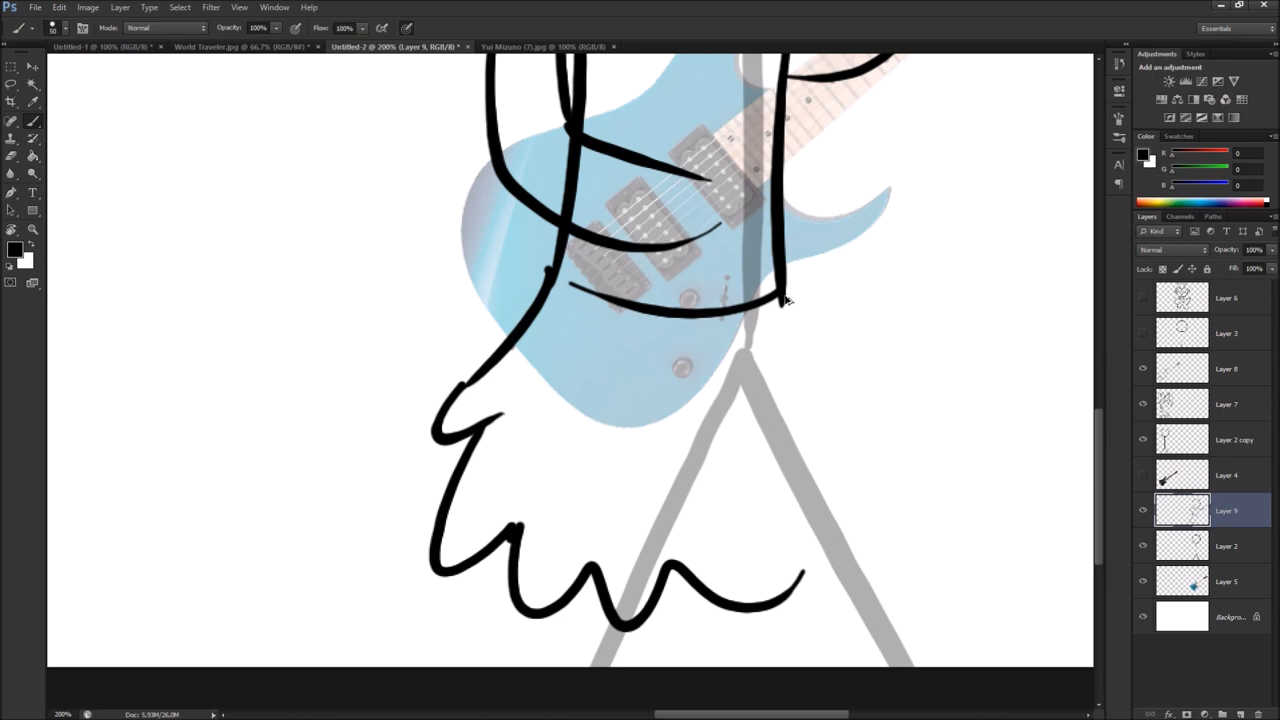 Ps File Edit Image Layer Type Select Filter View Window Help
50 Mode: Normal Opacity: 100% Flow: 100% Essentials
Untitled-1 @ 100% (RGB/8) * × World Traveler.jpg @ 66,7% (RGB/8#) * × Untitled-2 @ 200% (Layer 9, RGB/8) * × Yui Mizuno (7).jpg @ 100% (RGB/8) ×
Adjustments Styles
Add an adjustment
Color Swatches
R 0
G 0
B 0
Layers Channels Paths
Kind
Normal Opacity: 100%
Lock: Fill: 100%
Layer 6
Layer 3
Layer 8
Layer 7
Layer 2 copy
Layer 4
Layer 9
Layer 2
Layer 5
Backgro...
200% Doc: 5,93M/26,0M
fx